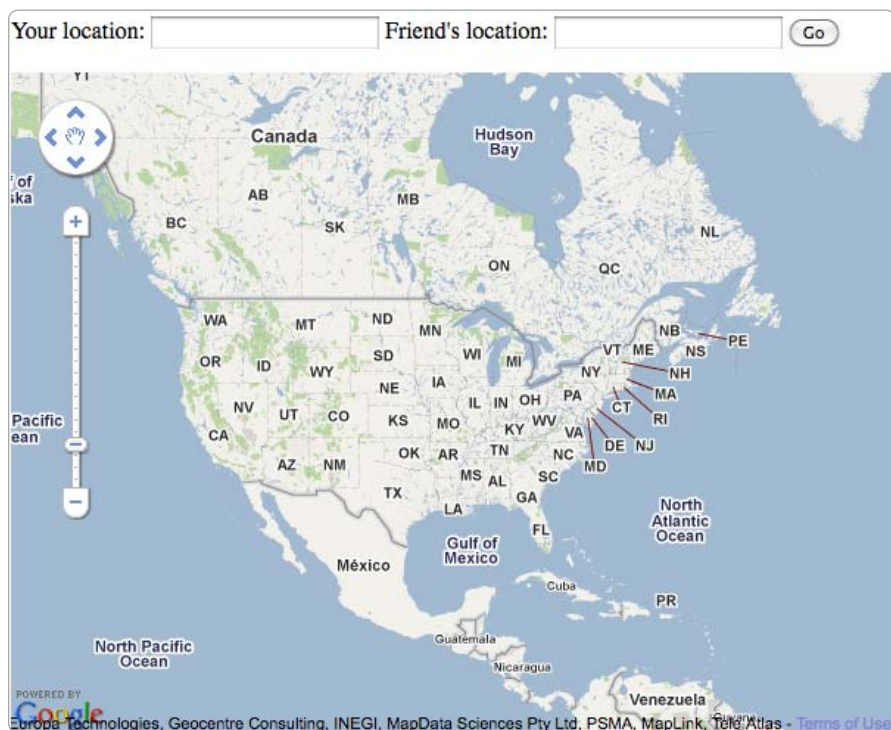 Your location: Friend's location: Go
YT
Canada
Hudson
Bay
f of
ska
AB
MB
BC
SK
NL
ON
QC
WA
MT
ND
MN
NB
PE
OR
ID
SD
WI
MI
VT
ME
NS
WY
NY
NH
NE
IA
MA
NV
UT
CO
IL
IN
OH
PA
CT
RI
Pacific
ean
CA
KS
MO
KY
WV
VA
DE
NJ
AZ
NM
OK
AR
TN
NC
MD
MS
AL
SC
TX
GA
LA
FL
North
Atlantic
Ocean
Gulf of
Mexico
México
Cuba
PR
Guatemala
North Pacific
Ocean
Nicaragua
POWERED BY
Google
Venezuela
Guyana
Europa Technologies, Geocentre Consulting, INEGI, MapData Sciences Pty Ltd, PSMA, MapLink, Tele Atlas - Terms of Use